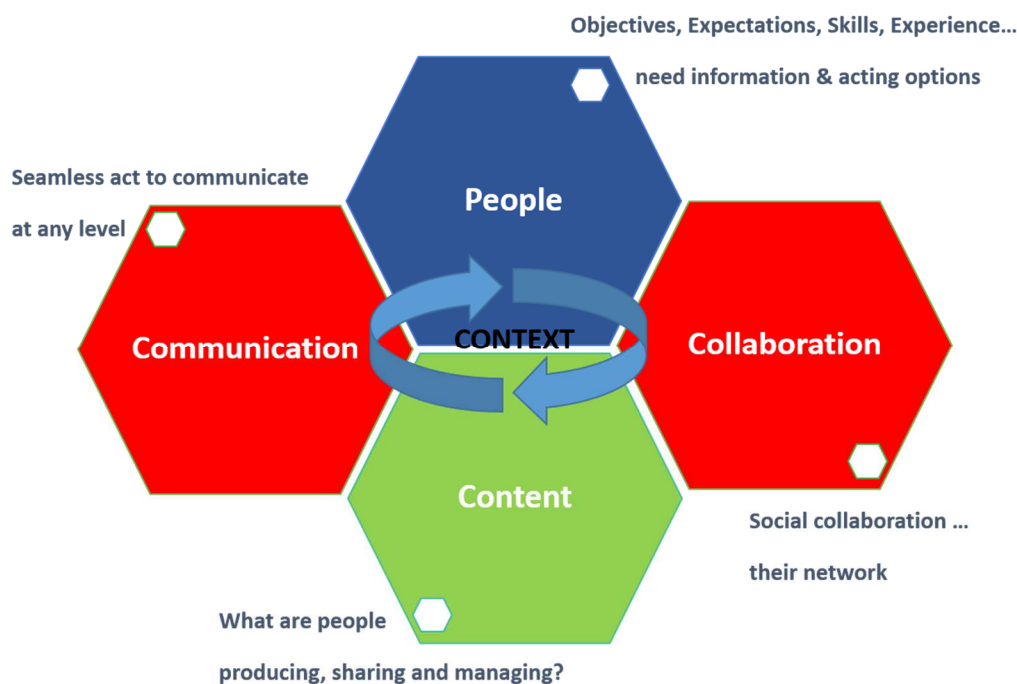 Objectives, Expectations, Skills, Experience…
need information & acting options
People
Seamless act to communicate
at any level
Communication
CONTEXT
Collaboration
Content
Social collaboration …
their network
What are people
producing, sharing and managing?